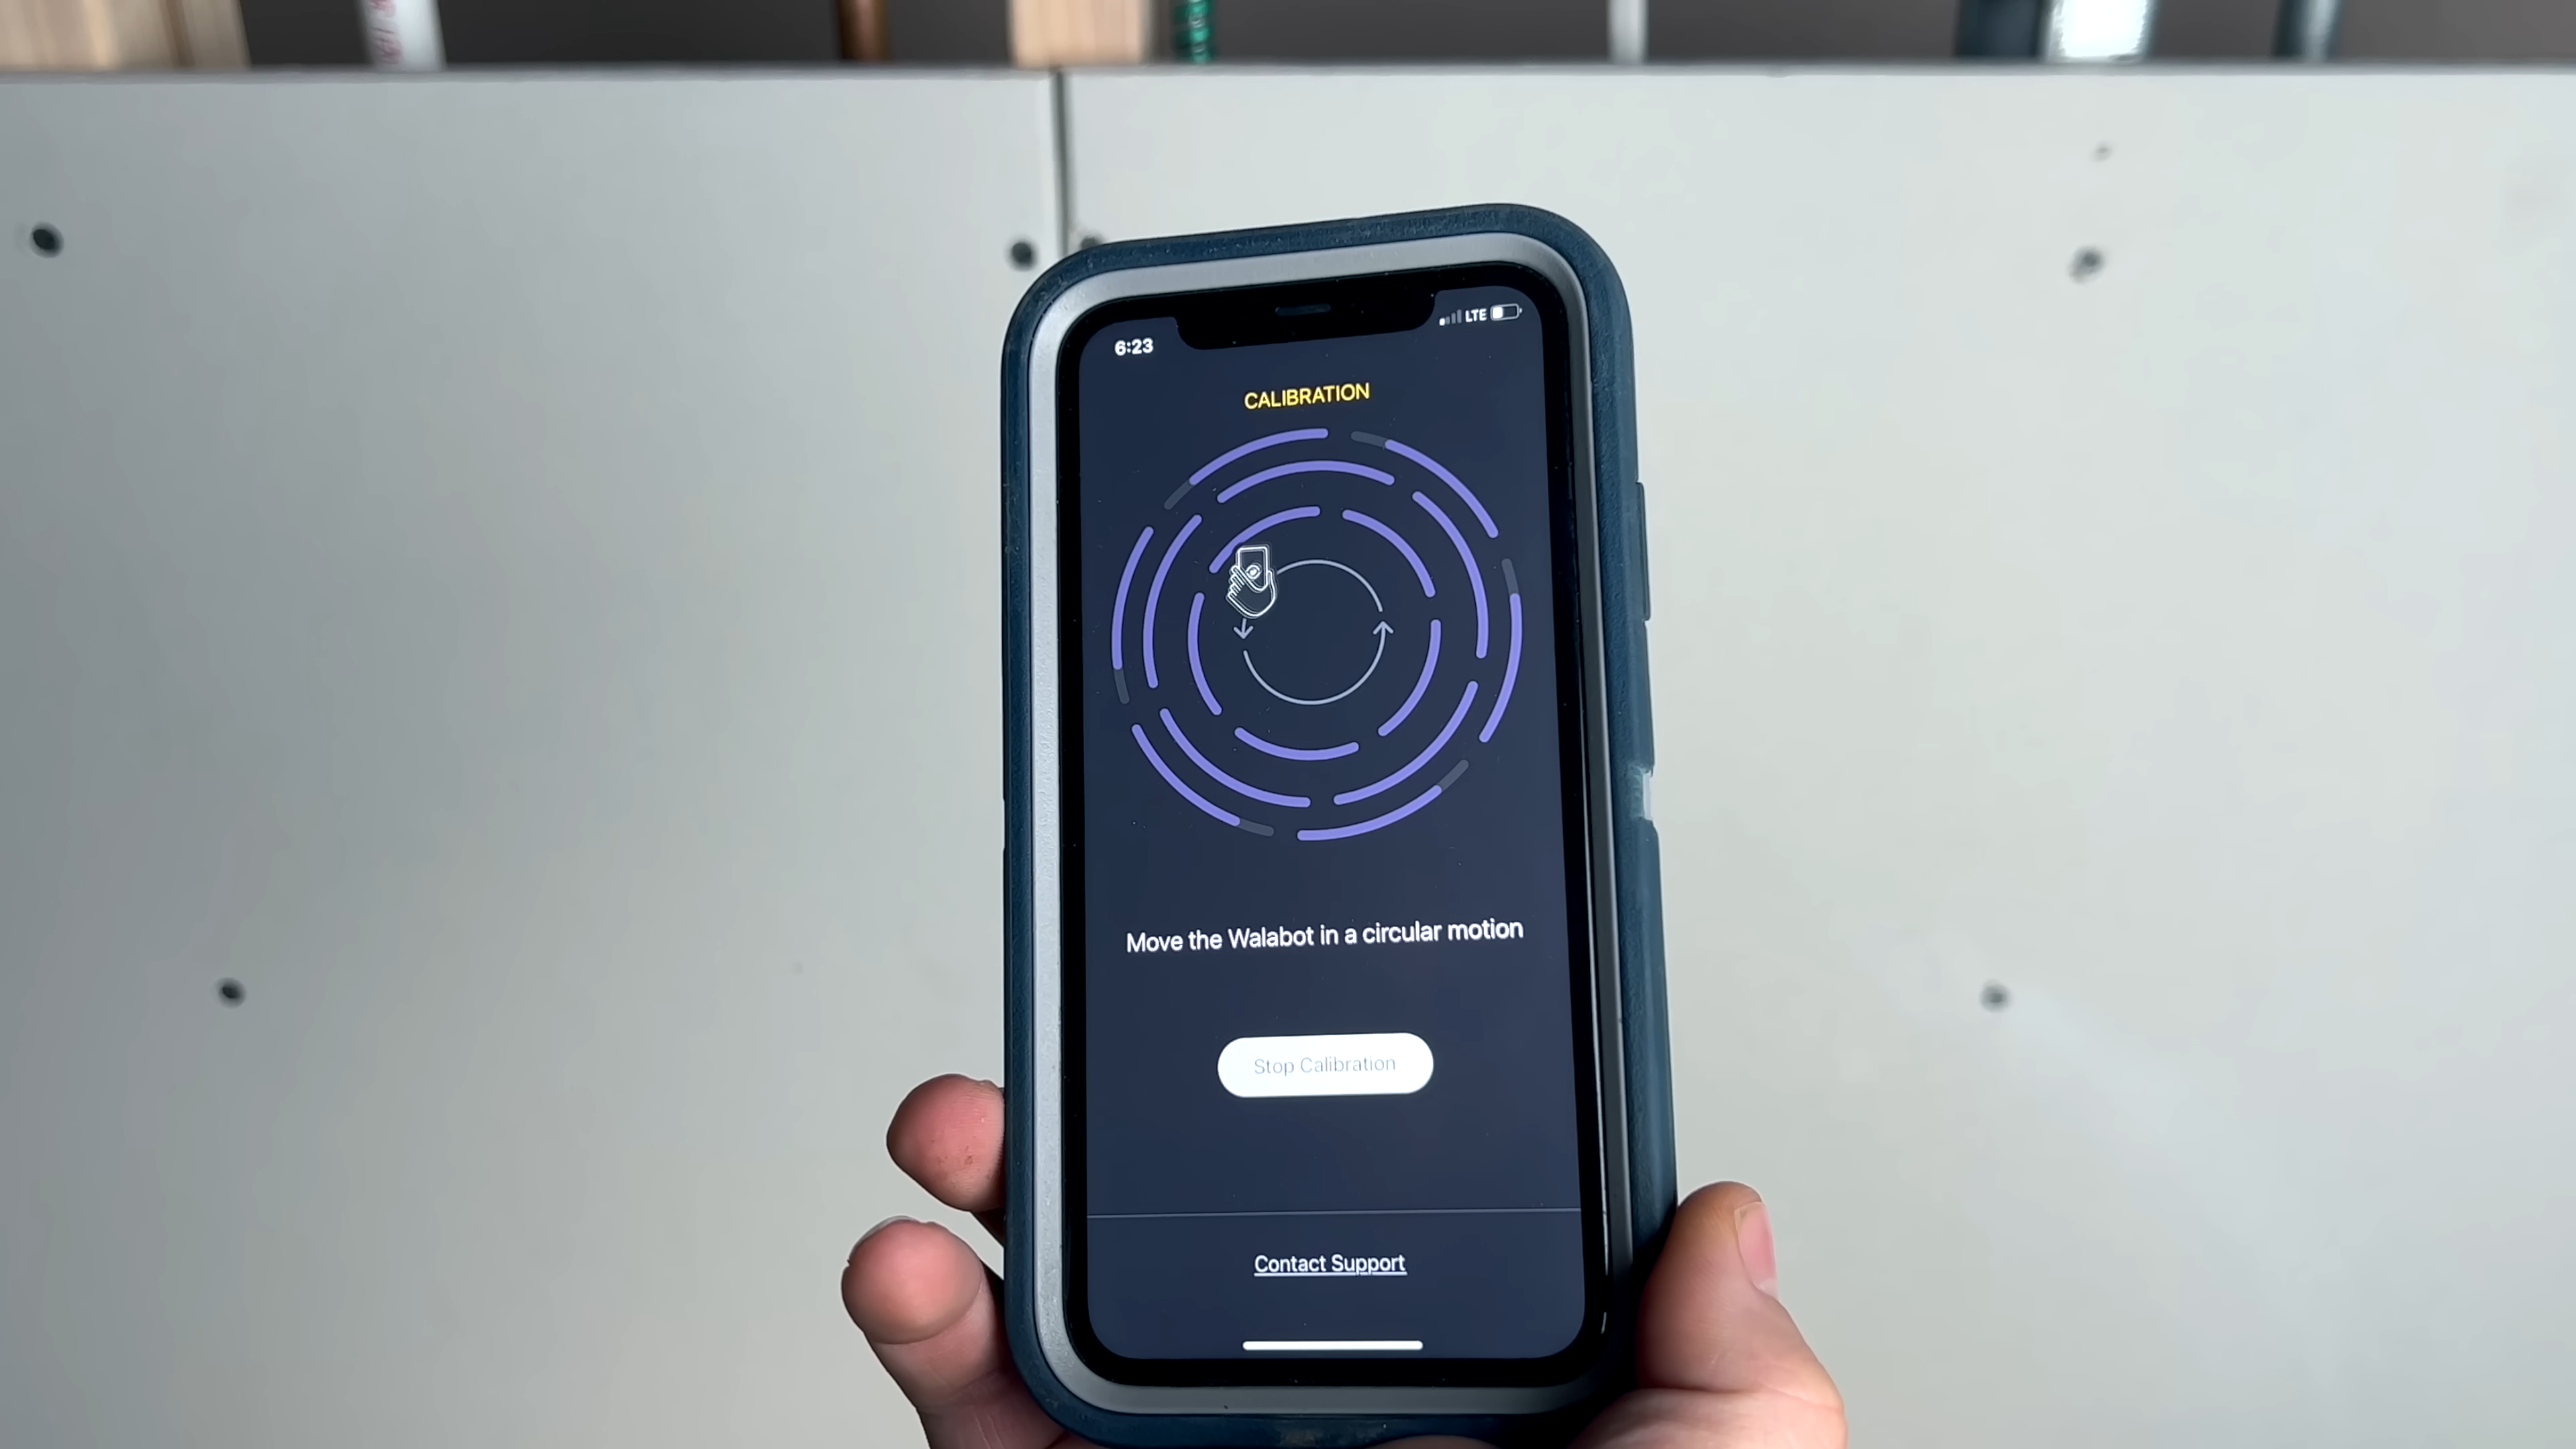 6:23
LTE
CALIBRATION
Move the Walabot in a circular motion
Stop Calibration
Contact Support